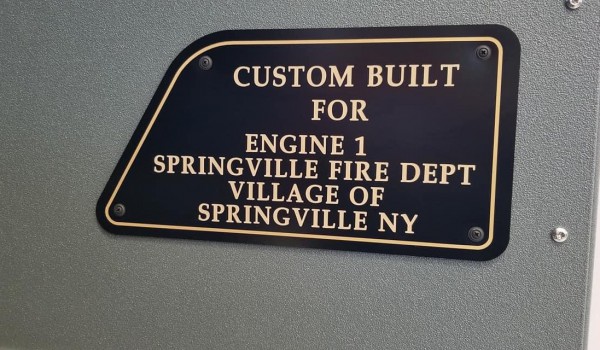 CUSTOM BUILT
FOR
ENGINE 1
SPRINGVILLE FIRE DEPT
VILLAGE OF
SPRINGVILLE NY